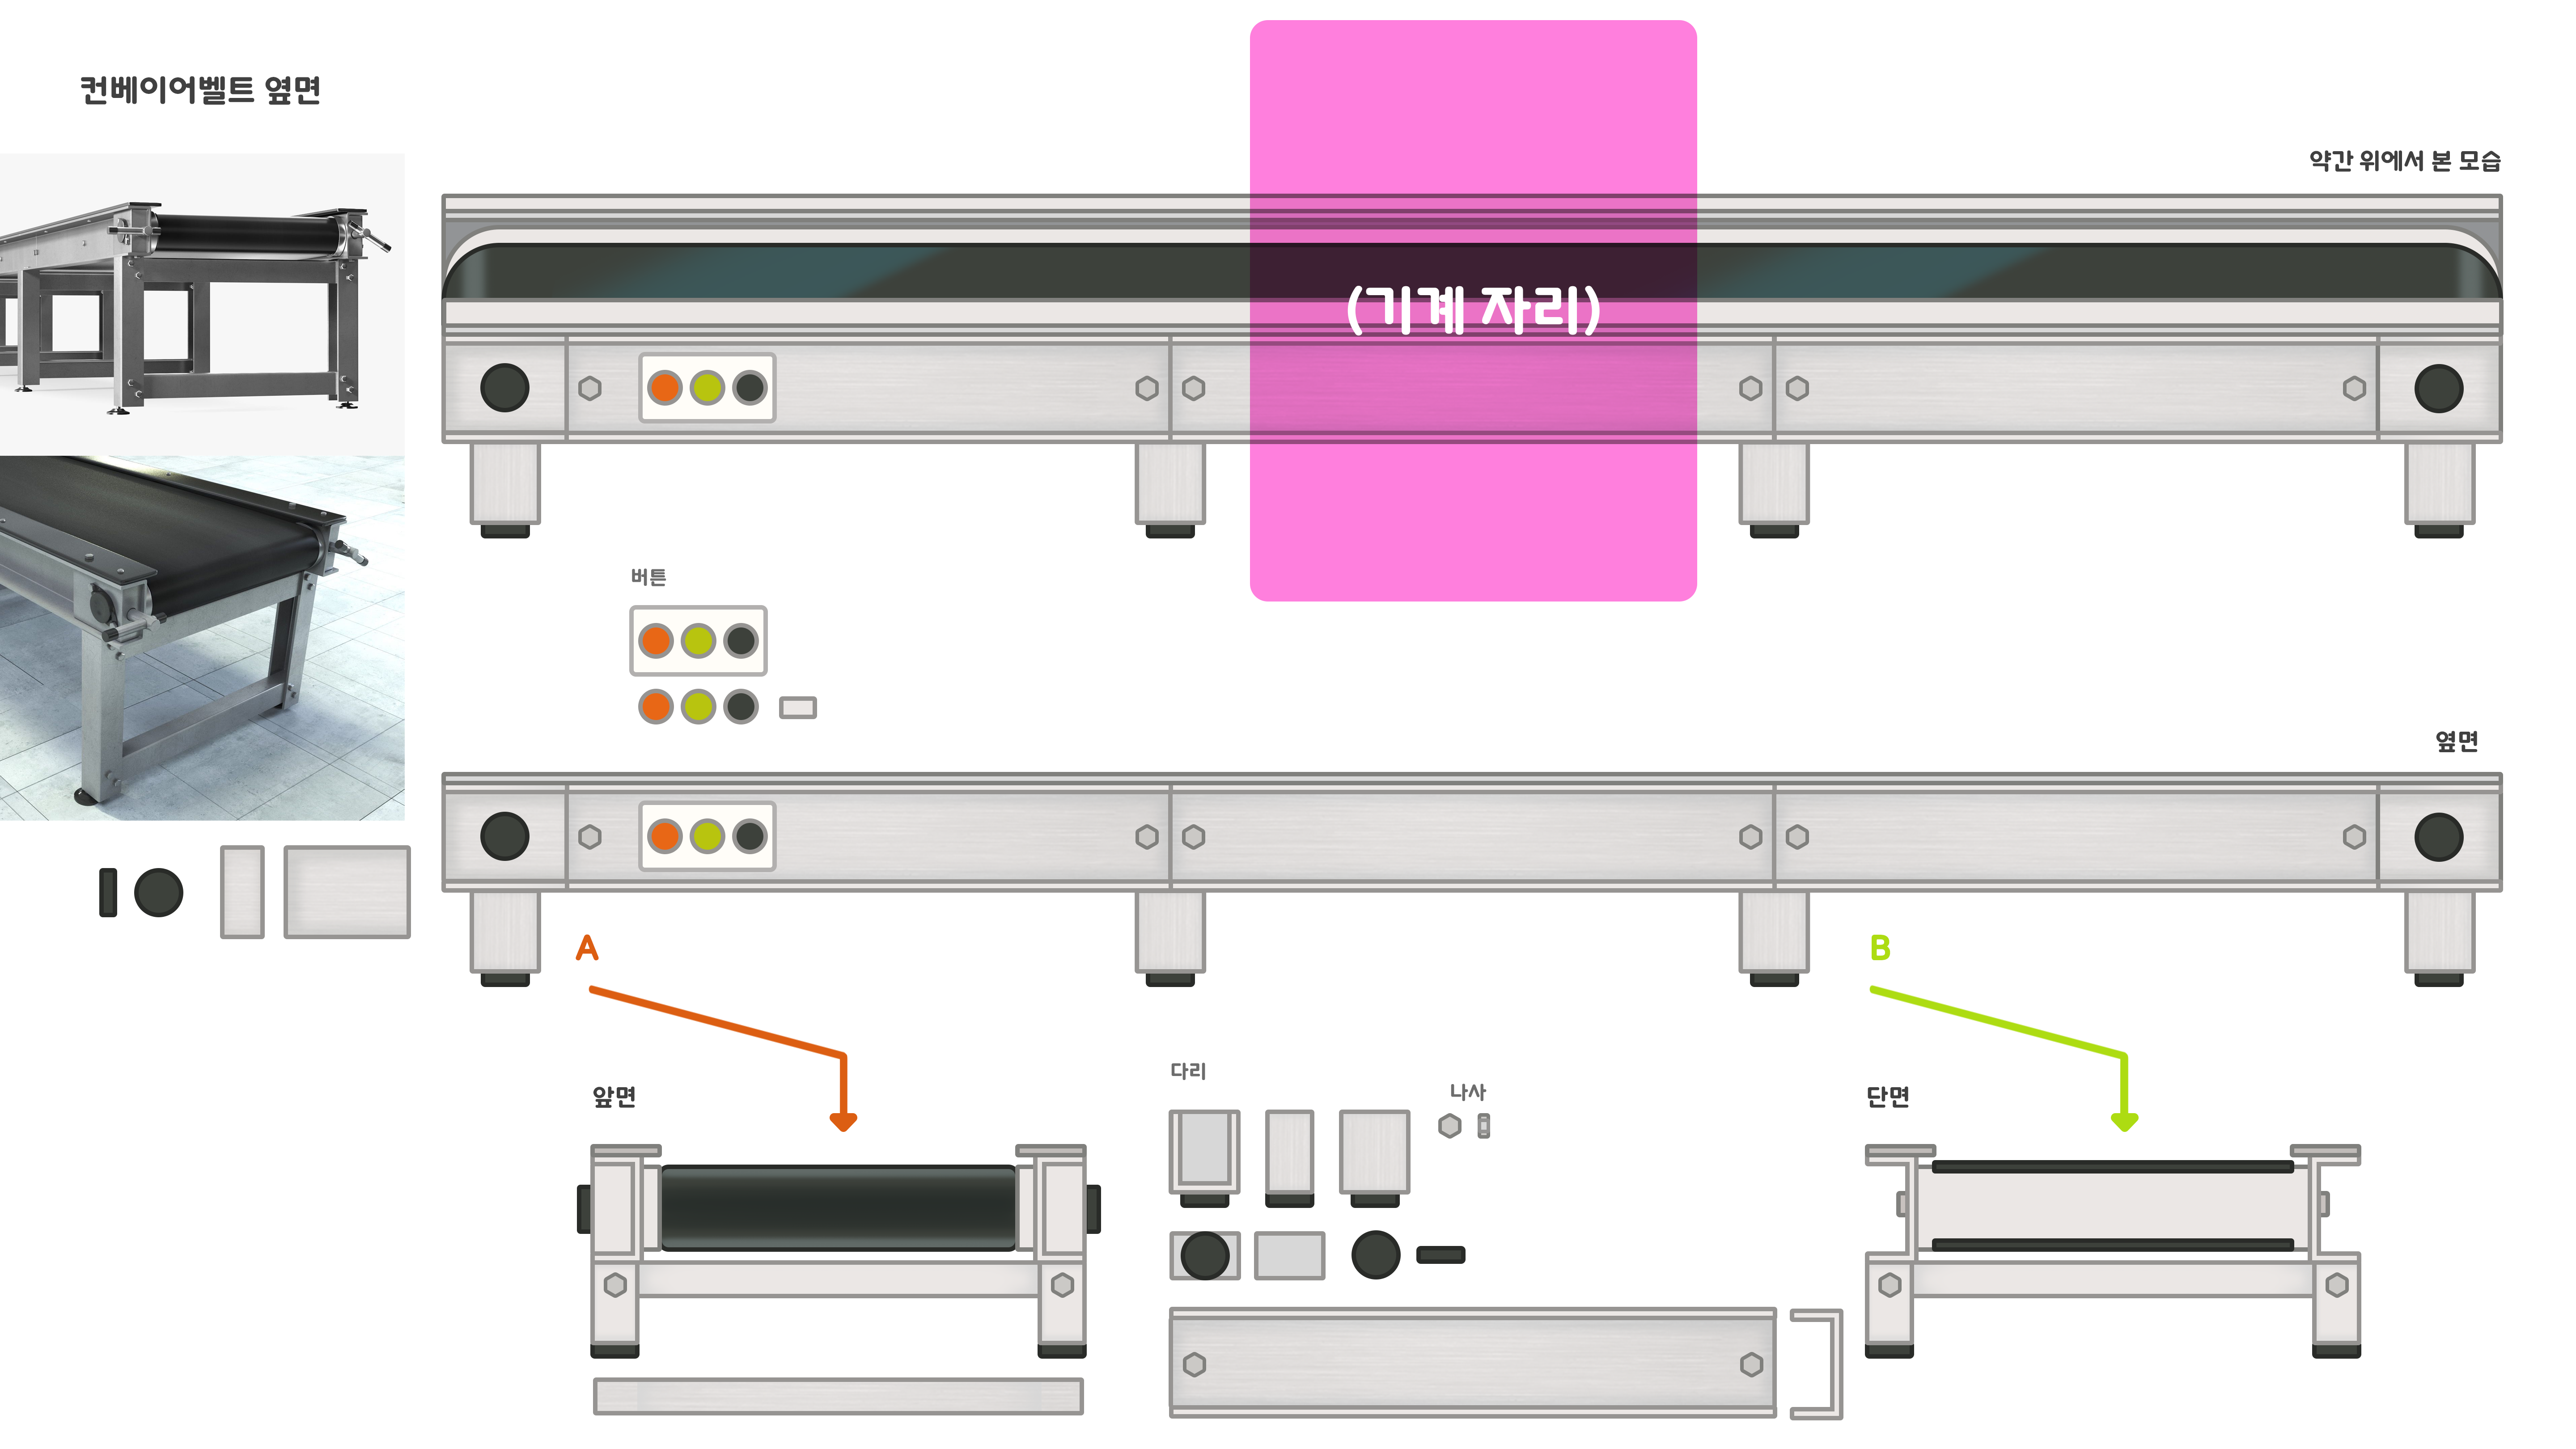 컨베이어벨트 옆면
약간 위에서 본 모습
(기계 자리)
버튼
옆면
A
B
앞면
다리
나사
단면